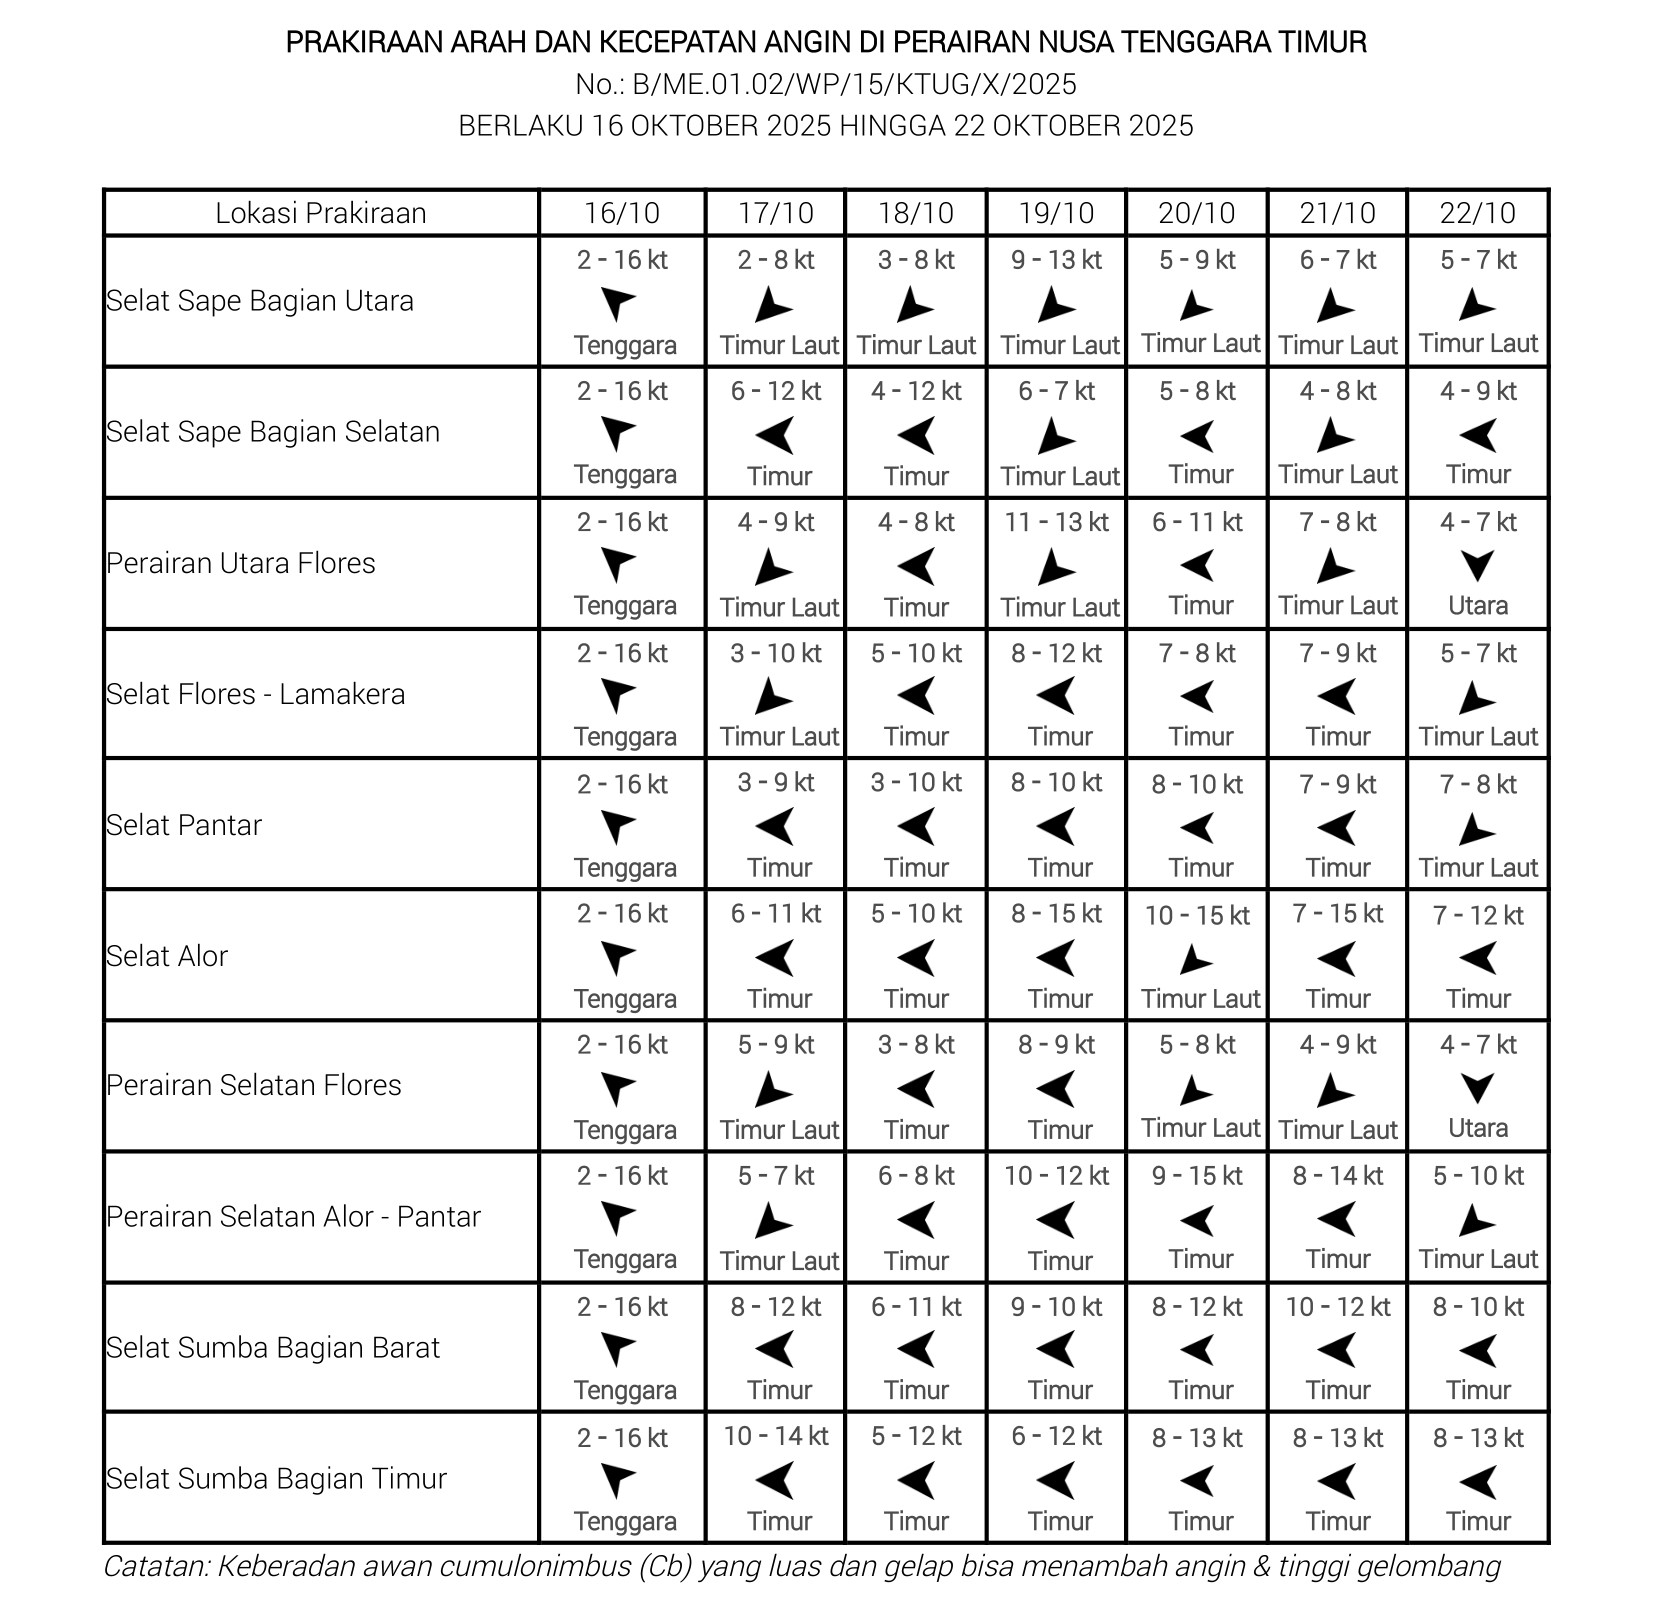 PRAKIRAAN ARAH DAN KECEPATAN ANGIN DI PERAIRAN NUSA TENGGARA TIMUR
No.: B/ME.01.02/WP/15/KTUG/X/2025
BERLAKU 16 OKTOBER 2025 HINGGA 22 OKTOBER 2025
Lokasi Prakiraan 16/10 17/10 18/10 19/10 20/10 21/10 22/10
2 - 16 kt 2 - 8 kt 3 - 8 kt 9 - 13 kt 5 - 9 kt 6 - 7 kt 5 - 7 kt
Selat Sape Bagian Utara
Tenggara Timur Laut Timur Laut Timur Laut Timur Laut Timur Laut Timur Laut
2 - 16 kt 6 - 12 kt 4 - 12 kt 6 - 7 kt 5 - 8 kt 4 - 8 kt 4 - 9 kt
Selat Sape Bagian Selatan
Tenggara Timur Timur Timur Laut Timur Timur Laut Timur
2 - 16 kt 4 - 9 kt 4 - 8 kt 11 - 13 kt 6 - 11 kt 7 - 8 kt 4 - 7 kt
Perairan Utara Flores
Tenggara Timur Laut Timur Timur Laut Timur Timur Laut Utara
2 - 16 kt 3 - 10 kt 5 - 10 kt 8 - 12 kt 7 - 8 kt 7 - 9 kt 5 - 7 kt
Selat Flores - Lamakera
Tenggara Timur Laut Timur Timur Timur Timur Timur Laut
2 - 16 kt 3 - 9 kt 3 - 10 kt 8 - 10 kt 8 - 10 kt 7 - 9 kt 7 - 8 kt
Selat Pantar
Tenggara Timur Timur Timur Timur Timur Timur Laut
2 - 16 kt 6 - 11 kt 5 - 10 kt 8 - 15 kt 10 - 15 kt 7 - 15 kt 7 - 12 kt
Selat Alor
Tenggara Timur Timur Timur Timur Laut Timur Timur
2 - 16 kt 5 - 9 kt 3 - 8 kt 8 - 9 kt 5 - 8 kt 4 - 9 kt 4 - 7 kt
Perairan Selatan Flores
Tenggara Timur Laut Timur Timur Timur Laut Timur Laut Utara
2 - 16 kt 5 - 7 kt 6 - 8 kt 10 - 12 kt 9 - 15 kt 8 - 14 kt 5 - 10 kt
Perairan Selatan Alor - Pantar
Tenggara Timur Laut Timur Timur Timur Timur Timur Laut
2 - 16 kt 8 - 12 kt 6 - 11 kt 9 - 10 kt 8 - 12 kt 10 - 12 kt 8 - 10 kt
Selat Sumba Bagian Barat
Tenggara Timur Timur Timur Timur Timur Timur
2 - 16 kt 10 - 14 kt 5 - 12 kt 6 - 12 kt 8 - 13 kt 8 - 13 kt 8 - 13 kt
Selat Sumba Bagian Timur
Tenggara Timur Timur Timur Timur Timur Timur
Catatan: Keberadan awan cumulonimbus (Cb) yang luas dan gelap bisa menambah angin & tinggi gelombang